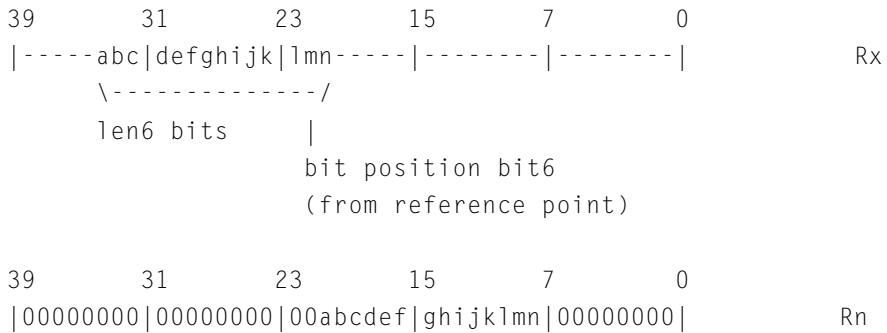 39 31 23 15 7 0
|-----abc|defghijk|lmn-----|--------|--------| Rx
\--------------/
len6 bits |
bit position bit6
(from reference point)
39 31 23 15 7 0
|00000000|00000000|00abcdef|ghijklmn|00000000| Rn